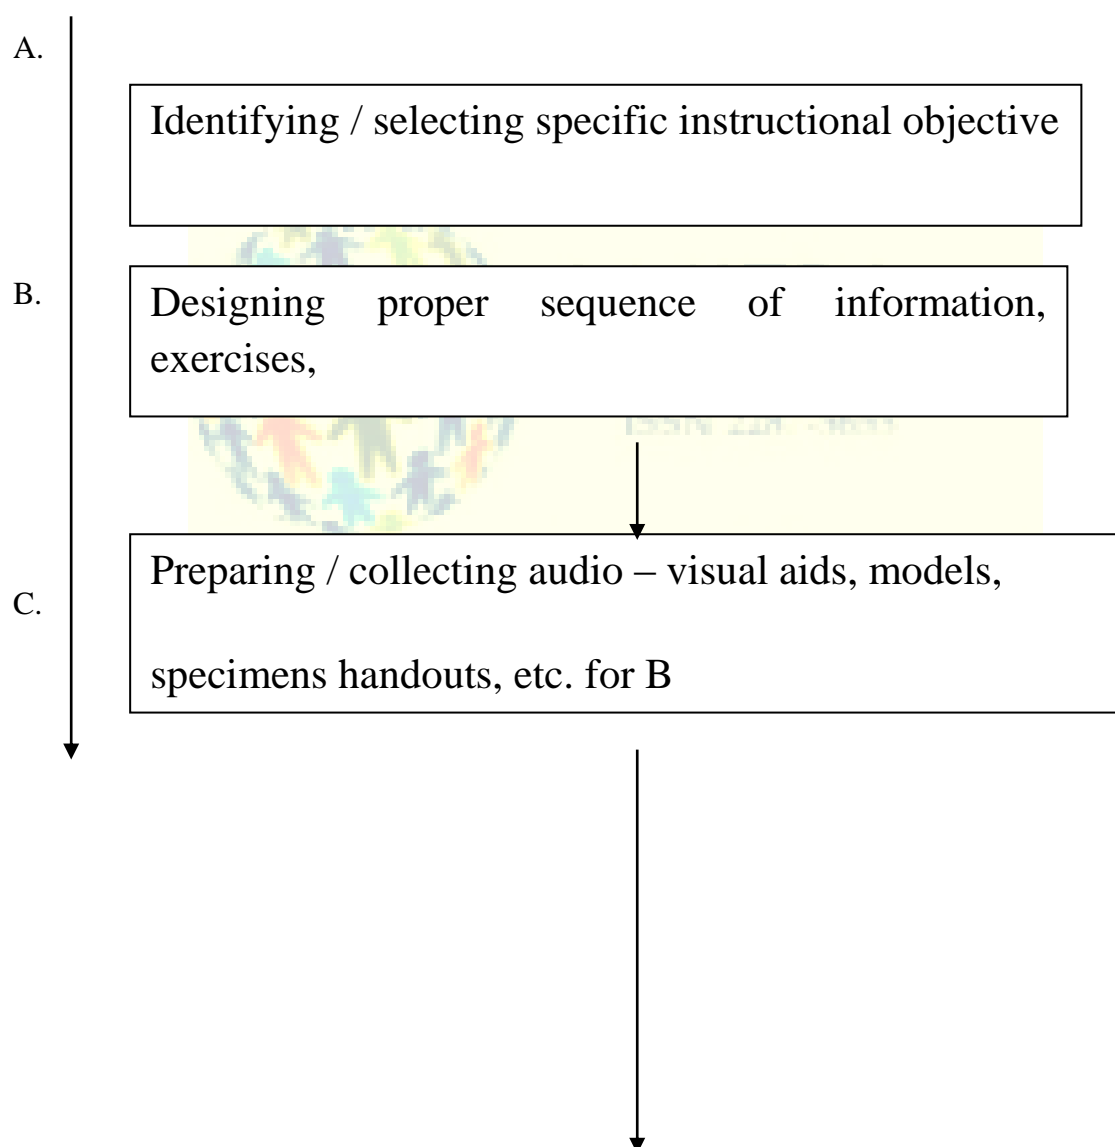 A.
Identifying / selecting specific instructional objective
B.
Designing proper sequence of information,
exercises,
C.
Preparing / collecting audio – visual aids, models,
specimens handouts, etc. for B